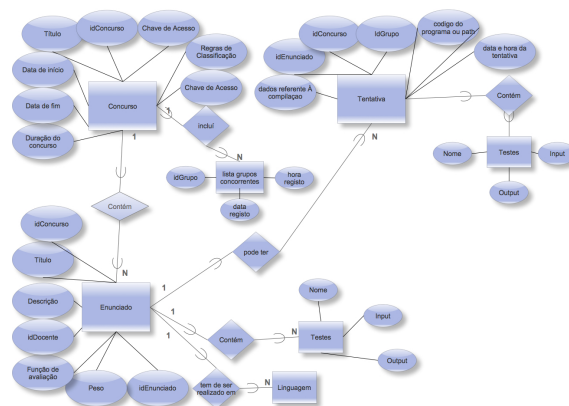 Título
idConcurso
Chave de Acesso
Regras de
Classificação
Data de início
Concurso
Chave de Acesso
Data de fim
Duração do
concurso
1
1
incluí
N
lista grupos
concorrentes
idGrupo
hora
registo
data
registo
Contém
N
idConcurso
IdGrupo
codigo do
programa ou path
idEnunciado
data e hora da
tentativa
dados referente À
compilaçao
Tentativa
N
Contém
Nome
Testes
Input
Output
idConcurso
Título
Descrição
Enunciado
idDocente
Função de
avaliação
Peso
idEnunciado
1
pode ter
1
Contém
N
Nome
Testes
Input
Output
1
tem de ser
realizado em
N
Linguagem